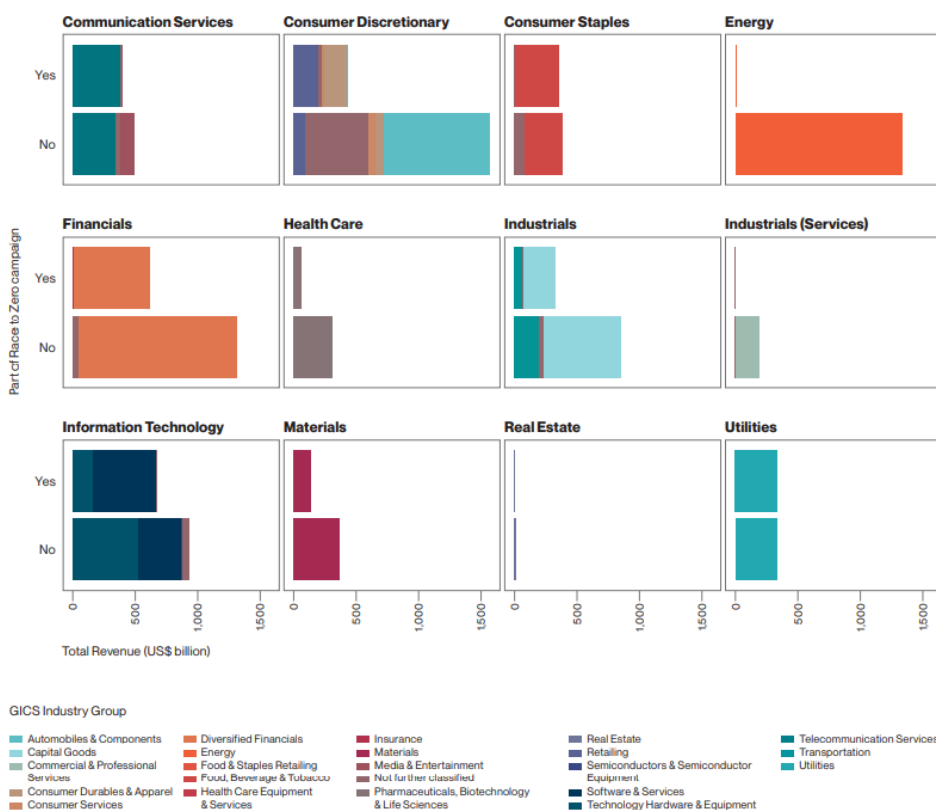 Communication Services
Consumer Discretionary
Consumer Staples
Energy
Yes
No
Financials
Health Care
Industrials
Industrials (Services)
Part of Race to Zero campaign
Yes
No
Information Technology
Materials
Real Estate
Utilities
Yes
No
0
500
1,000
1,500
0
500
1,000
1,500
0
500
1,000
1,500
0
500
1,000
1,500
Total Revenue (US$ billion)
GICS Industry Group
Automobiles & Components
Capital Goods
Commercial & Professional
Services
Consumer Durables & Apparel
Consumer Services
Diversified Financials
Energy
Food & Staples Retailing
Food, Beverage & Tobacco
Health Care Equipment
& Services
Insurance
Materials
Media & Entertainment
Not further classified
Pharmaceuticals, Biotechnology
& Life Sciences
Real Estate
Retailing
Semiconductors & Semiconductor
Equipment
Software & Services
Technology Hardware & Equipment
Telecommunication Services
Transportation
Utilities